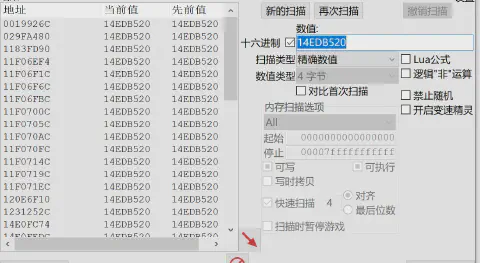 地址 当前值 先前值
0019926C 14EDB520 14EDB520
029FA480 14EDB520 14EDB520
1183FD90 14EDB520 14EDB520
11F06EF4 14EDB520 14EDB520
11F06F1C 14EDB520 14EDB520
11F06F6C 14EDB520 14EDB520
11F06FBC 14EDB520 14EDB520
11F0700C 14EDB520 14EDB520
11F0705C 14EDB520 14EDB520
11F070AC 14EDB520 14EDB520
11F070FC 14EDB520 14EDB520
11F0714C 14EDB520 14EDB520
11F0719C 14EDB520 14EDB520
11F071EC 14EDB520 14EDB520
120E6F10 14EDB520 14EDB520
1231252C 14EDB520 14EDB520
14E0FC74 14EDB520 14EDB520
新的扫描 再次扫描 撤销扫描
数值:
十六进制 14EDB520
扫描类型 精确数值
数值类型 4 字节
对比首次扫描
Lua公式
逻辑"非"运算
禁止随机
开启变速精灵
内存扫描选项
All
起始 0000000000000000
停止 00007fffffffffff
可写 可执行
写时拷贝
快速扫描 4 对齐
最后位数
扫描时暂停游戏